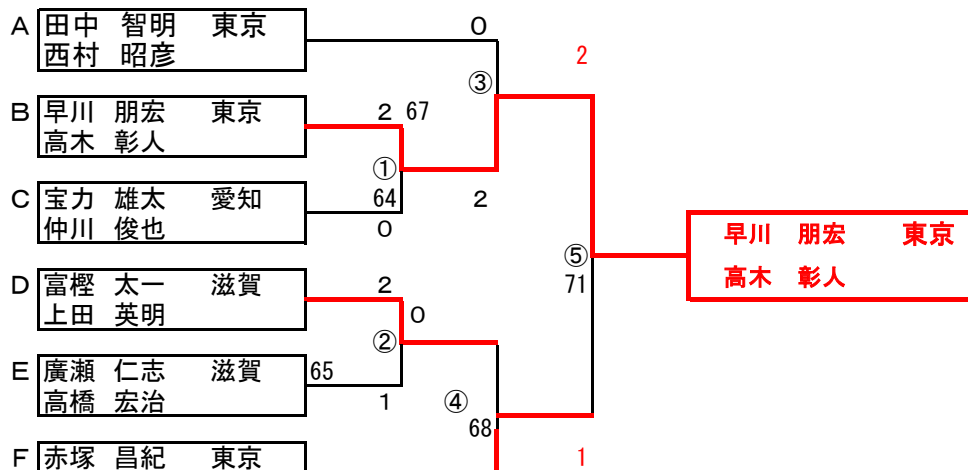 A 田中 智明 東京 0
西村 昭彦 2
③
B 早川 朋宏 東京 2 67
高木 彰人
①
C 宝力 雄太 愛知 64 2
仲川 俊也 0
早川 朋宏 東京
⑤
高木 彰人
D 富樫 太一 滋賀 2 71
上田 英明 0
②
E 廣瀬 仁志 滋賀 65
高橋 宏治 1 ④
68
F 赤塚 昌紀 東京 1